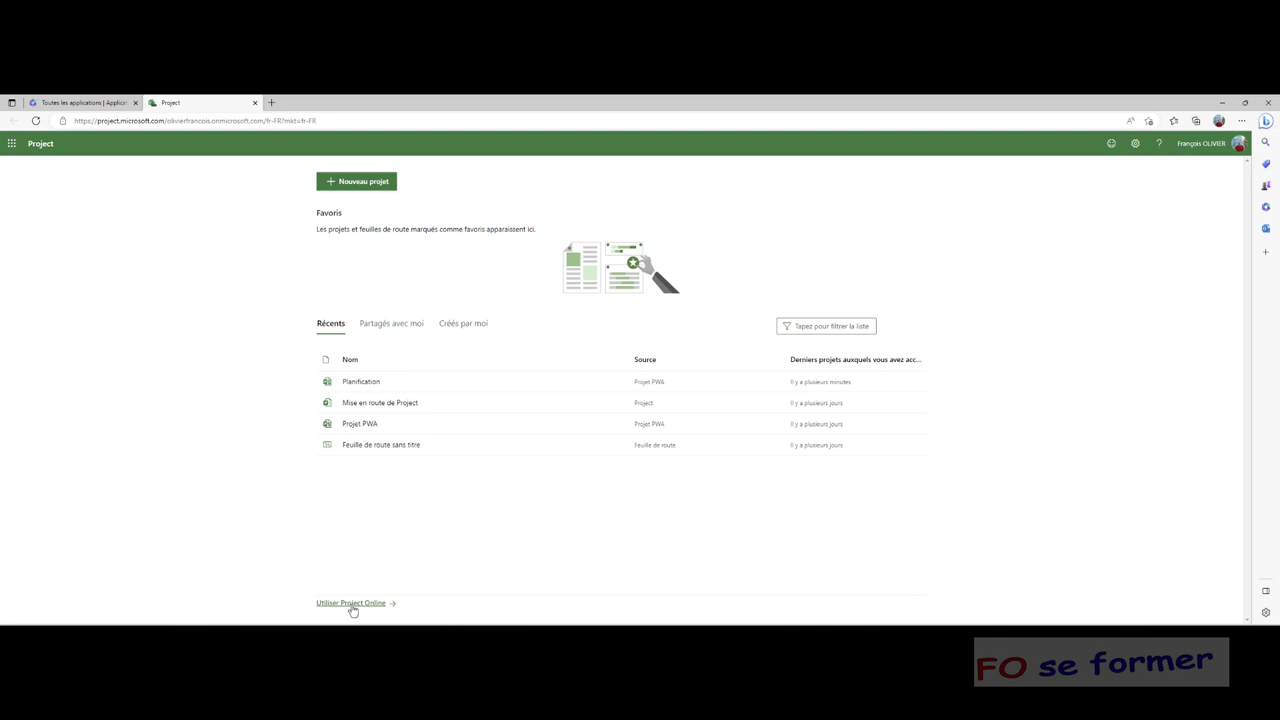 Toutes les applications | Applicati
Project
https://project.microsoft.com/olivierfrancois.onmicrosoft.com/fr-FR?mkt=fr-FR
Project
François OLIVIER
Nouveau projet
Favoris
Les projets et feuilles de route marqués comme favoris apparaissent ici.
Récents Partagés avec moi Créés par moi
Tapez pour filtrer la liste
Nom Source Derniers projets auxquels vous avez acc...
Planification Projet PWA Il y a plusieurs minutes
Mise en route de Project Project Il y a plusieurs jours
Projet PWA Projet PWA Il y a plusieurs jours
Feuille de route sans titre Feuille de route Il y a plusieurs jours
Utiliser Project Online
FO se former